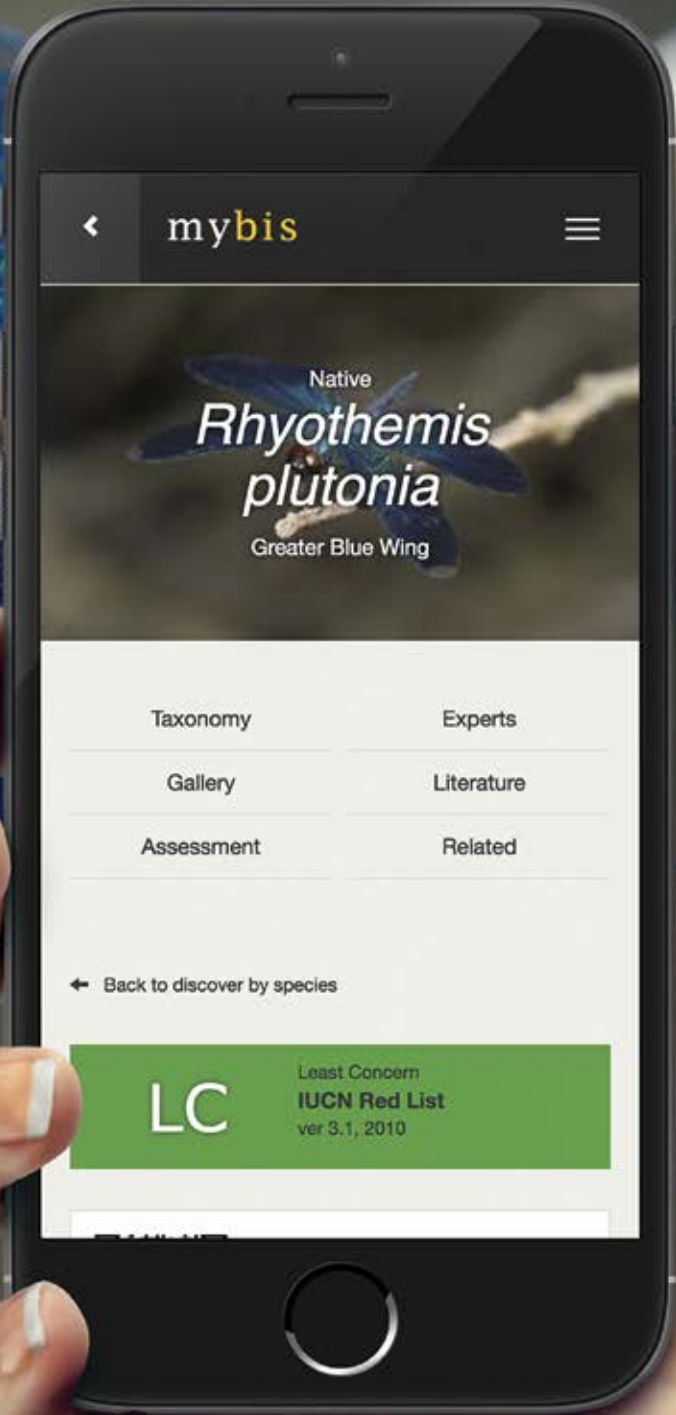 mybis
Native
Rhyothemis
plutonia
Greater Blue Wing
Taxonomy
Experts
Gallery
Literature
Assessment
Related
Back to discover by species
LC
Least Concern
IUCN Red List
ver 3.1, 2010